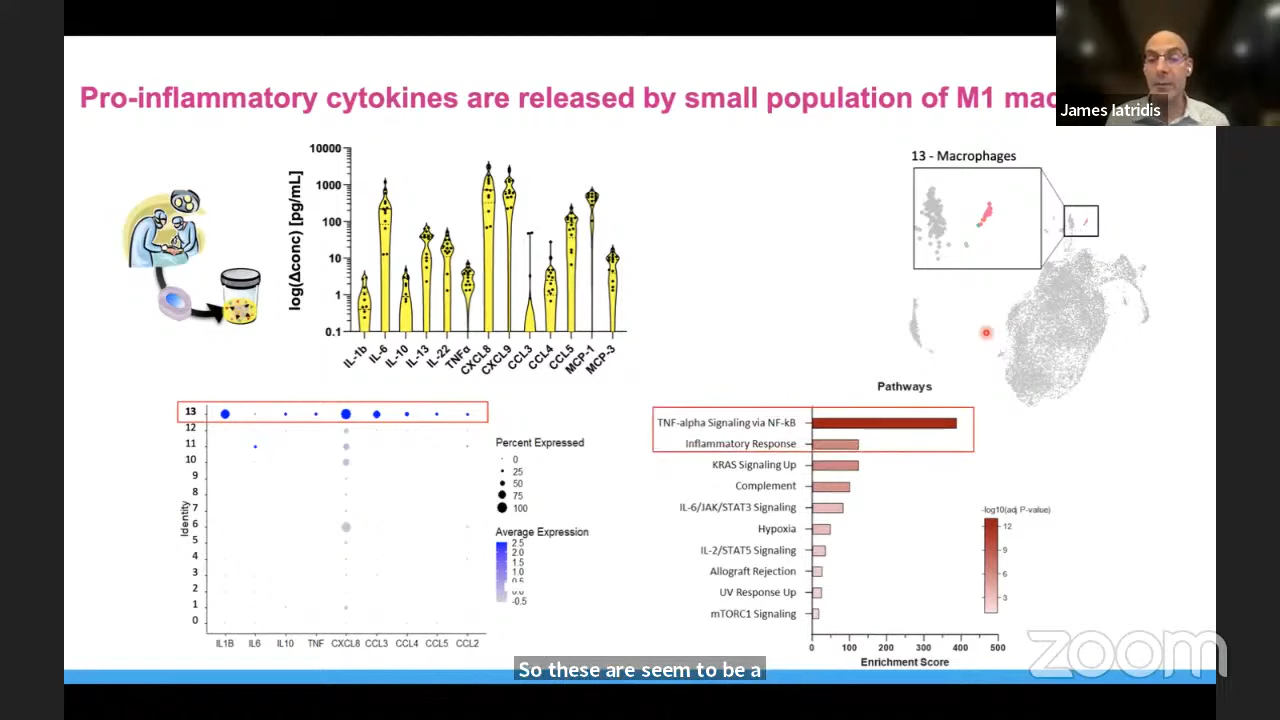 Pro-inflammatory cytokines are released by small population of M1 mac
James Iatridis
10000
1000
100
10
1
0.1
log(Δconc) [pg/mL]
IL-1b
IL-6
IL-10
IL-13
IL-22
TNFα
CXCL8
CXCL9
CCL3
CCL4
CCL5
MCP-1
MCP-3
13 - Macrophages
13
12
11
10
9
8
7
6
5
4
3
2
1
0
Identity
IL1B IL6 IL10 TNF CXCL8 CCL3 CCL4 CCL5 CCL2
Percent Expressed
0
25
50
75
100
Average Expression
2.5
2.0
1.5
1.0
0.5
0.0
-0.5
Pathways
TNF-alpha Signaling via NF-kB
Inflammatory Response
KRAS Signaling Up
Complement
IL-6/JAK/STAT3 Signaling
Hypoxia
IL-2/STAT5 Signaling
Allograft Rejection
UV Response Up
mTORC1 Signaling
0 100 200 300 400 500
Enrichment Score
-log10(adj P-value)
12
9
6
3
zoom
So these are seem to be a